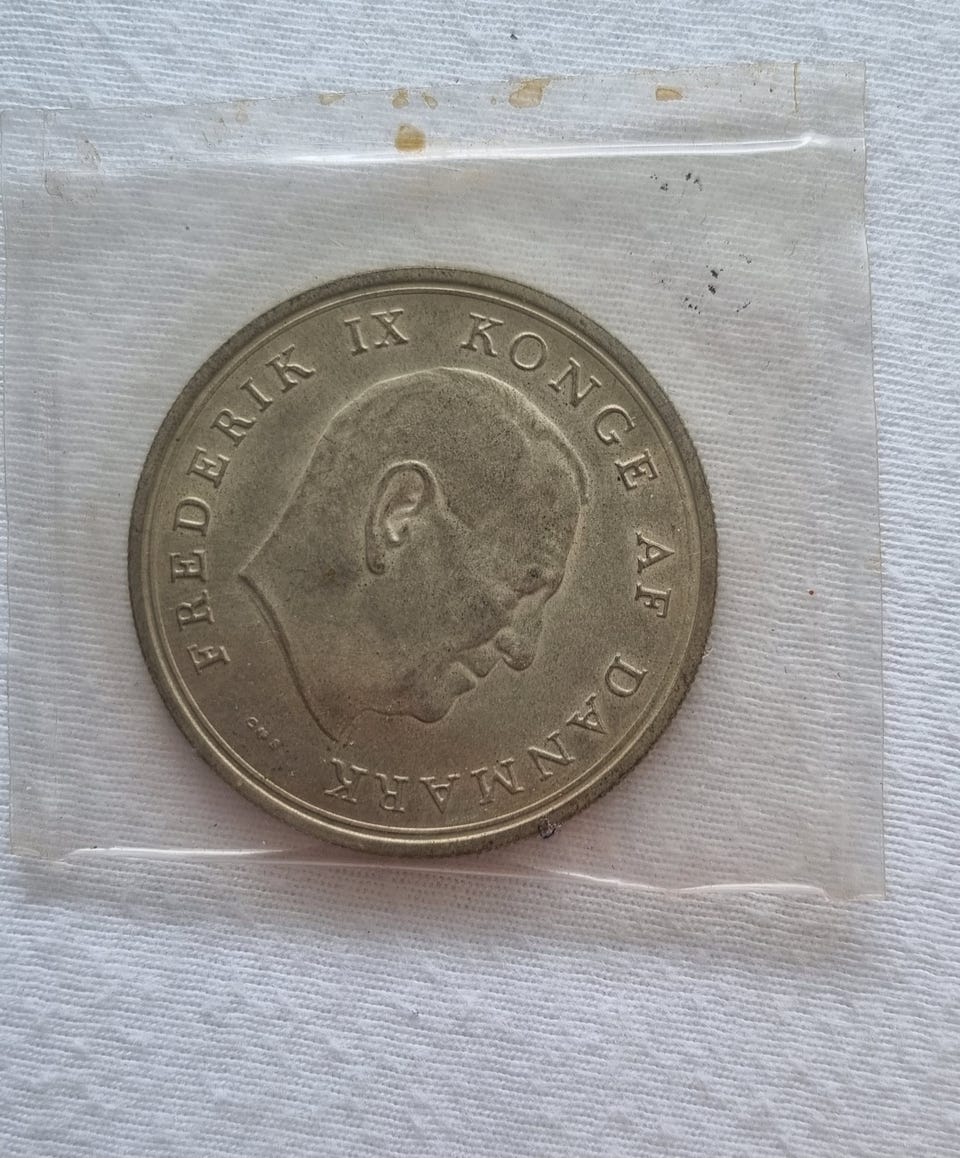 FREDERIK IX KONGE AF DANMARK